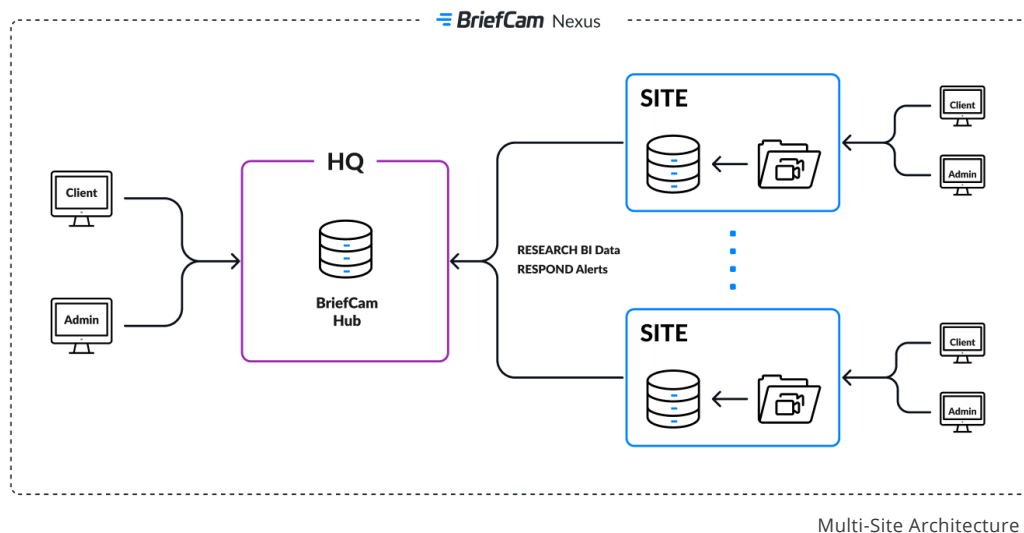 BriefCam Nexus
HQ
Client
Admin
BriefCam
Hub
RESEARCH BI Data
RESPOND Alerts
SITE
Client
Admin
SITE
Client
Admin
Multi-Site Architecture